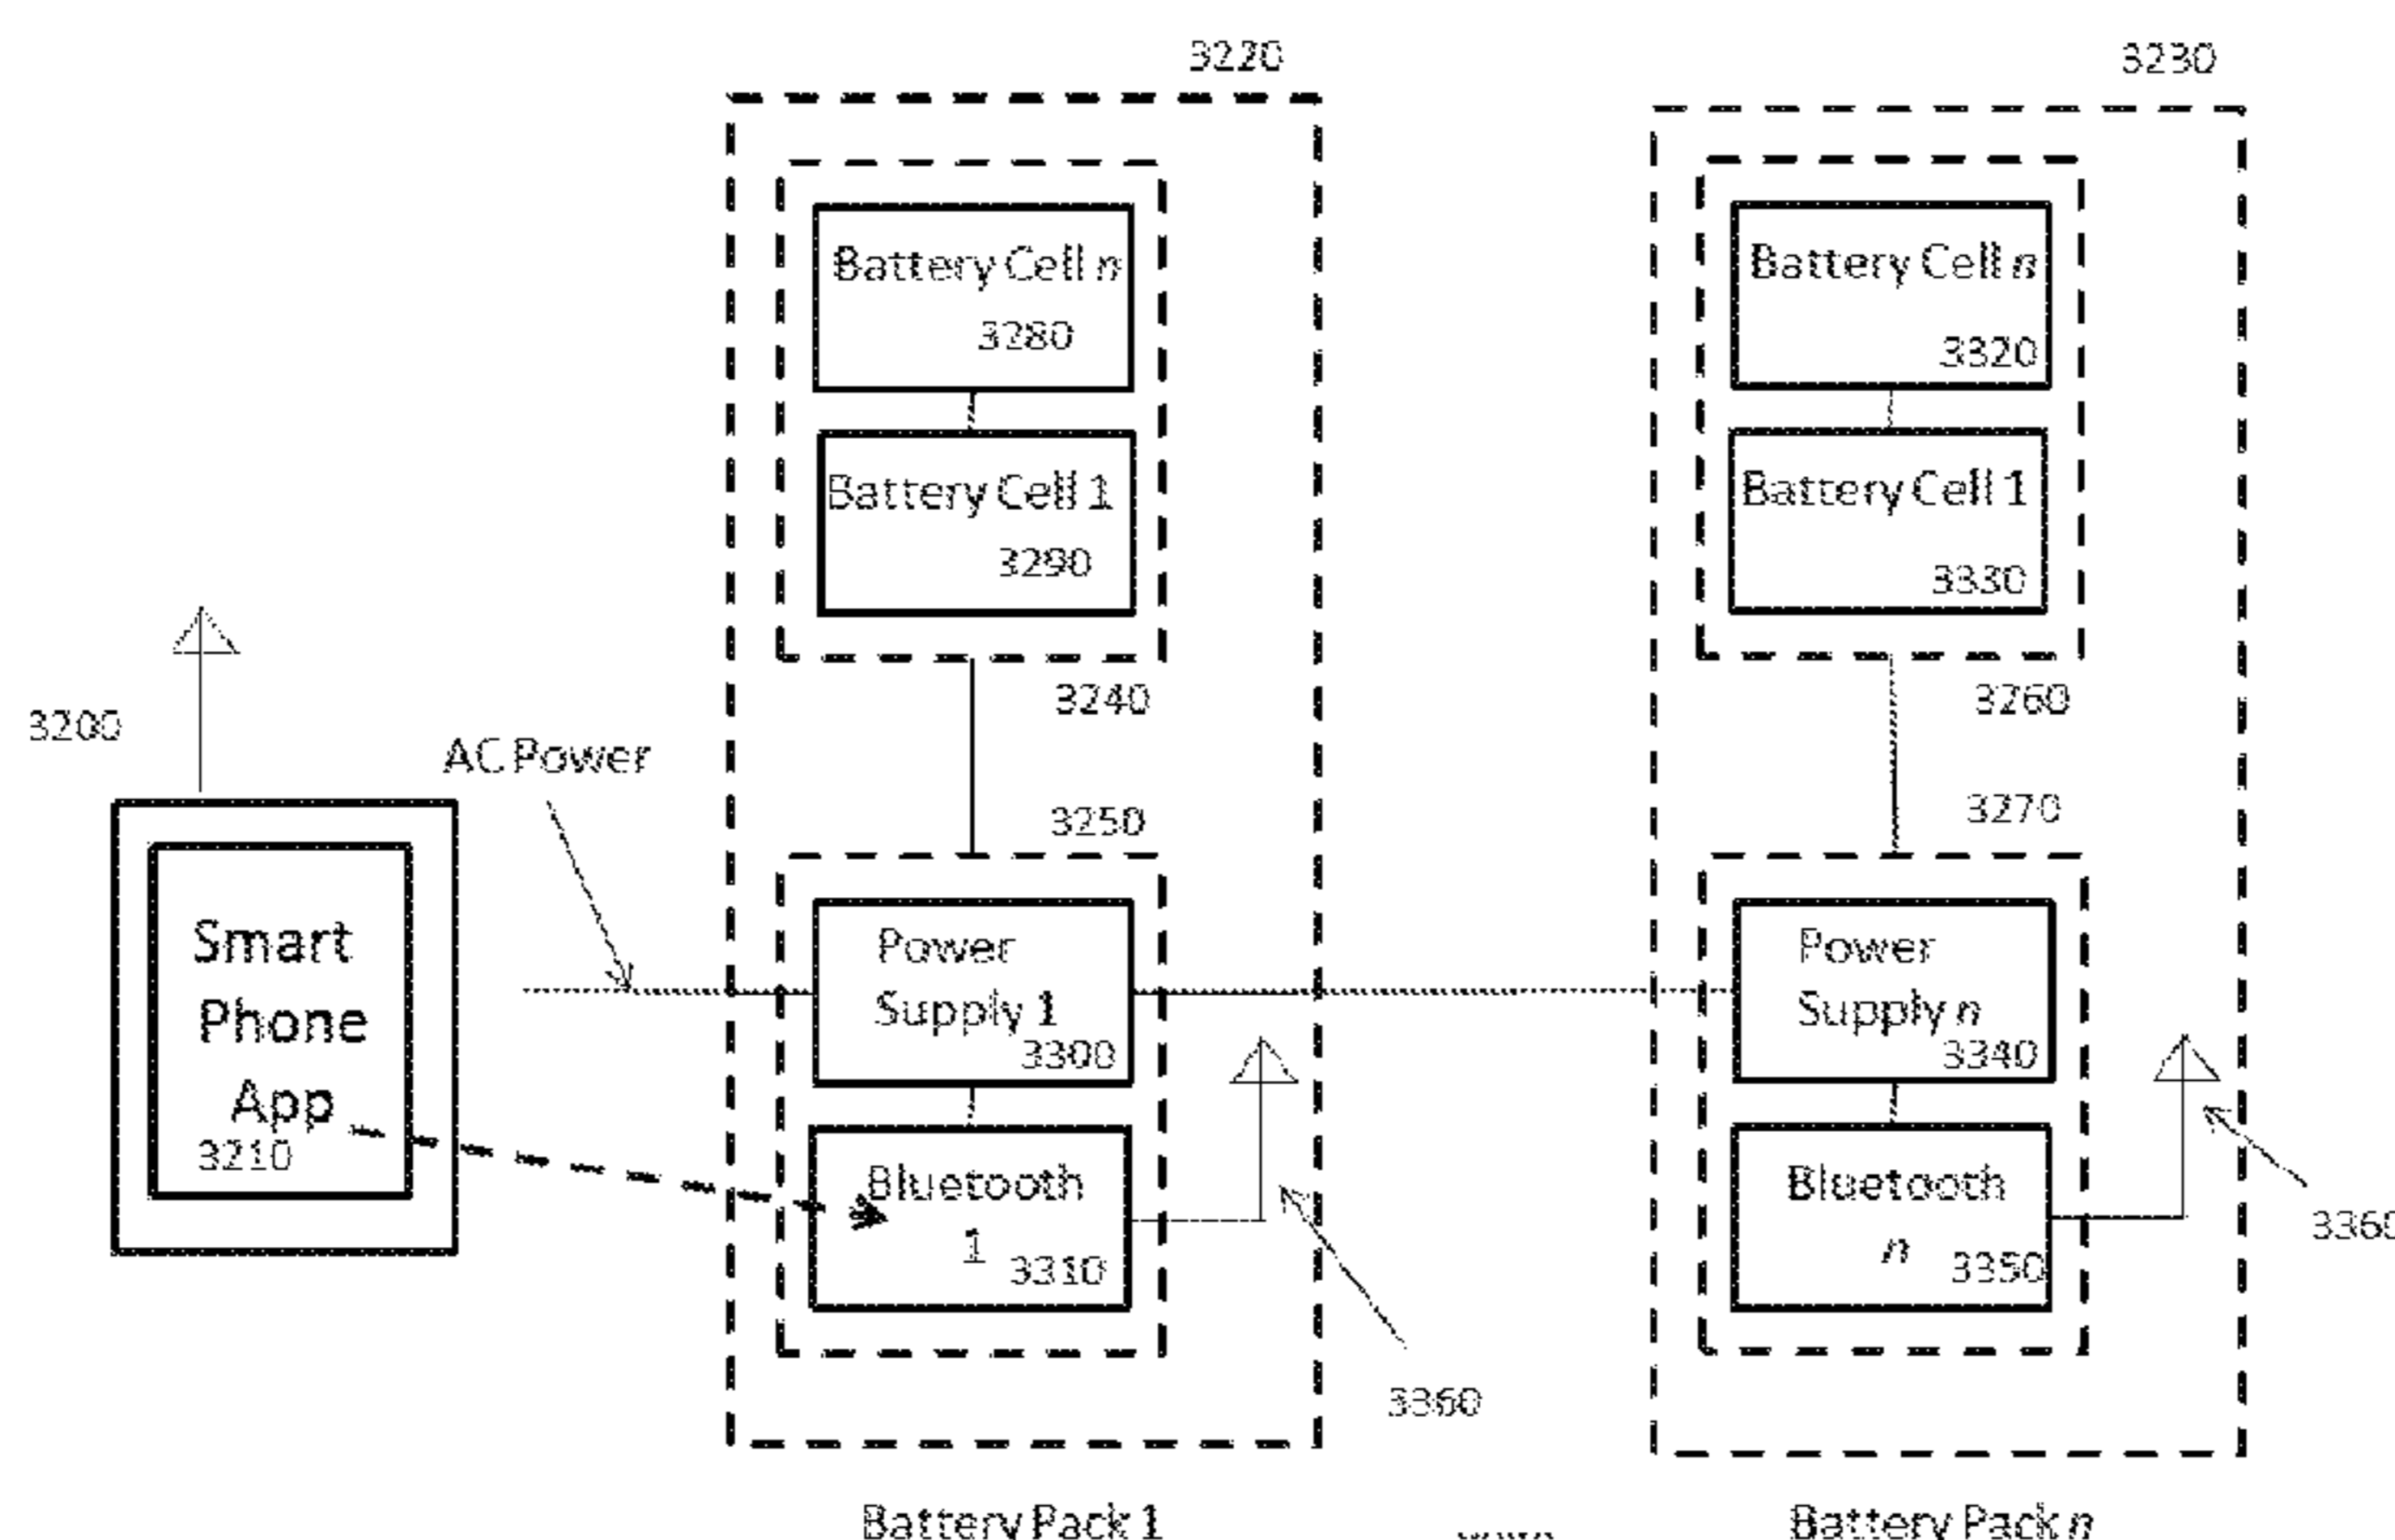 3220
3230
Battery Cell n
3280
Battery Cell n
3320
Battery Cell 1
3290
Battery Cell 1
3330
3240
3260
3200
AC Power
3250
3270
Smart
Phone
App
3210
Power
Supply 1
3300
Power
Supply n
3340
Bluetooth
1
3310
Bluetooth
n
3350
3360
3360
Battery Pack 1
Battery Pack n